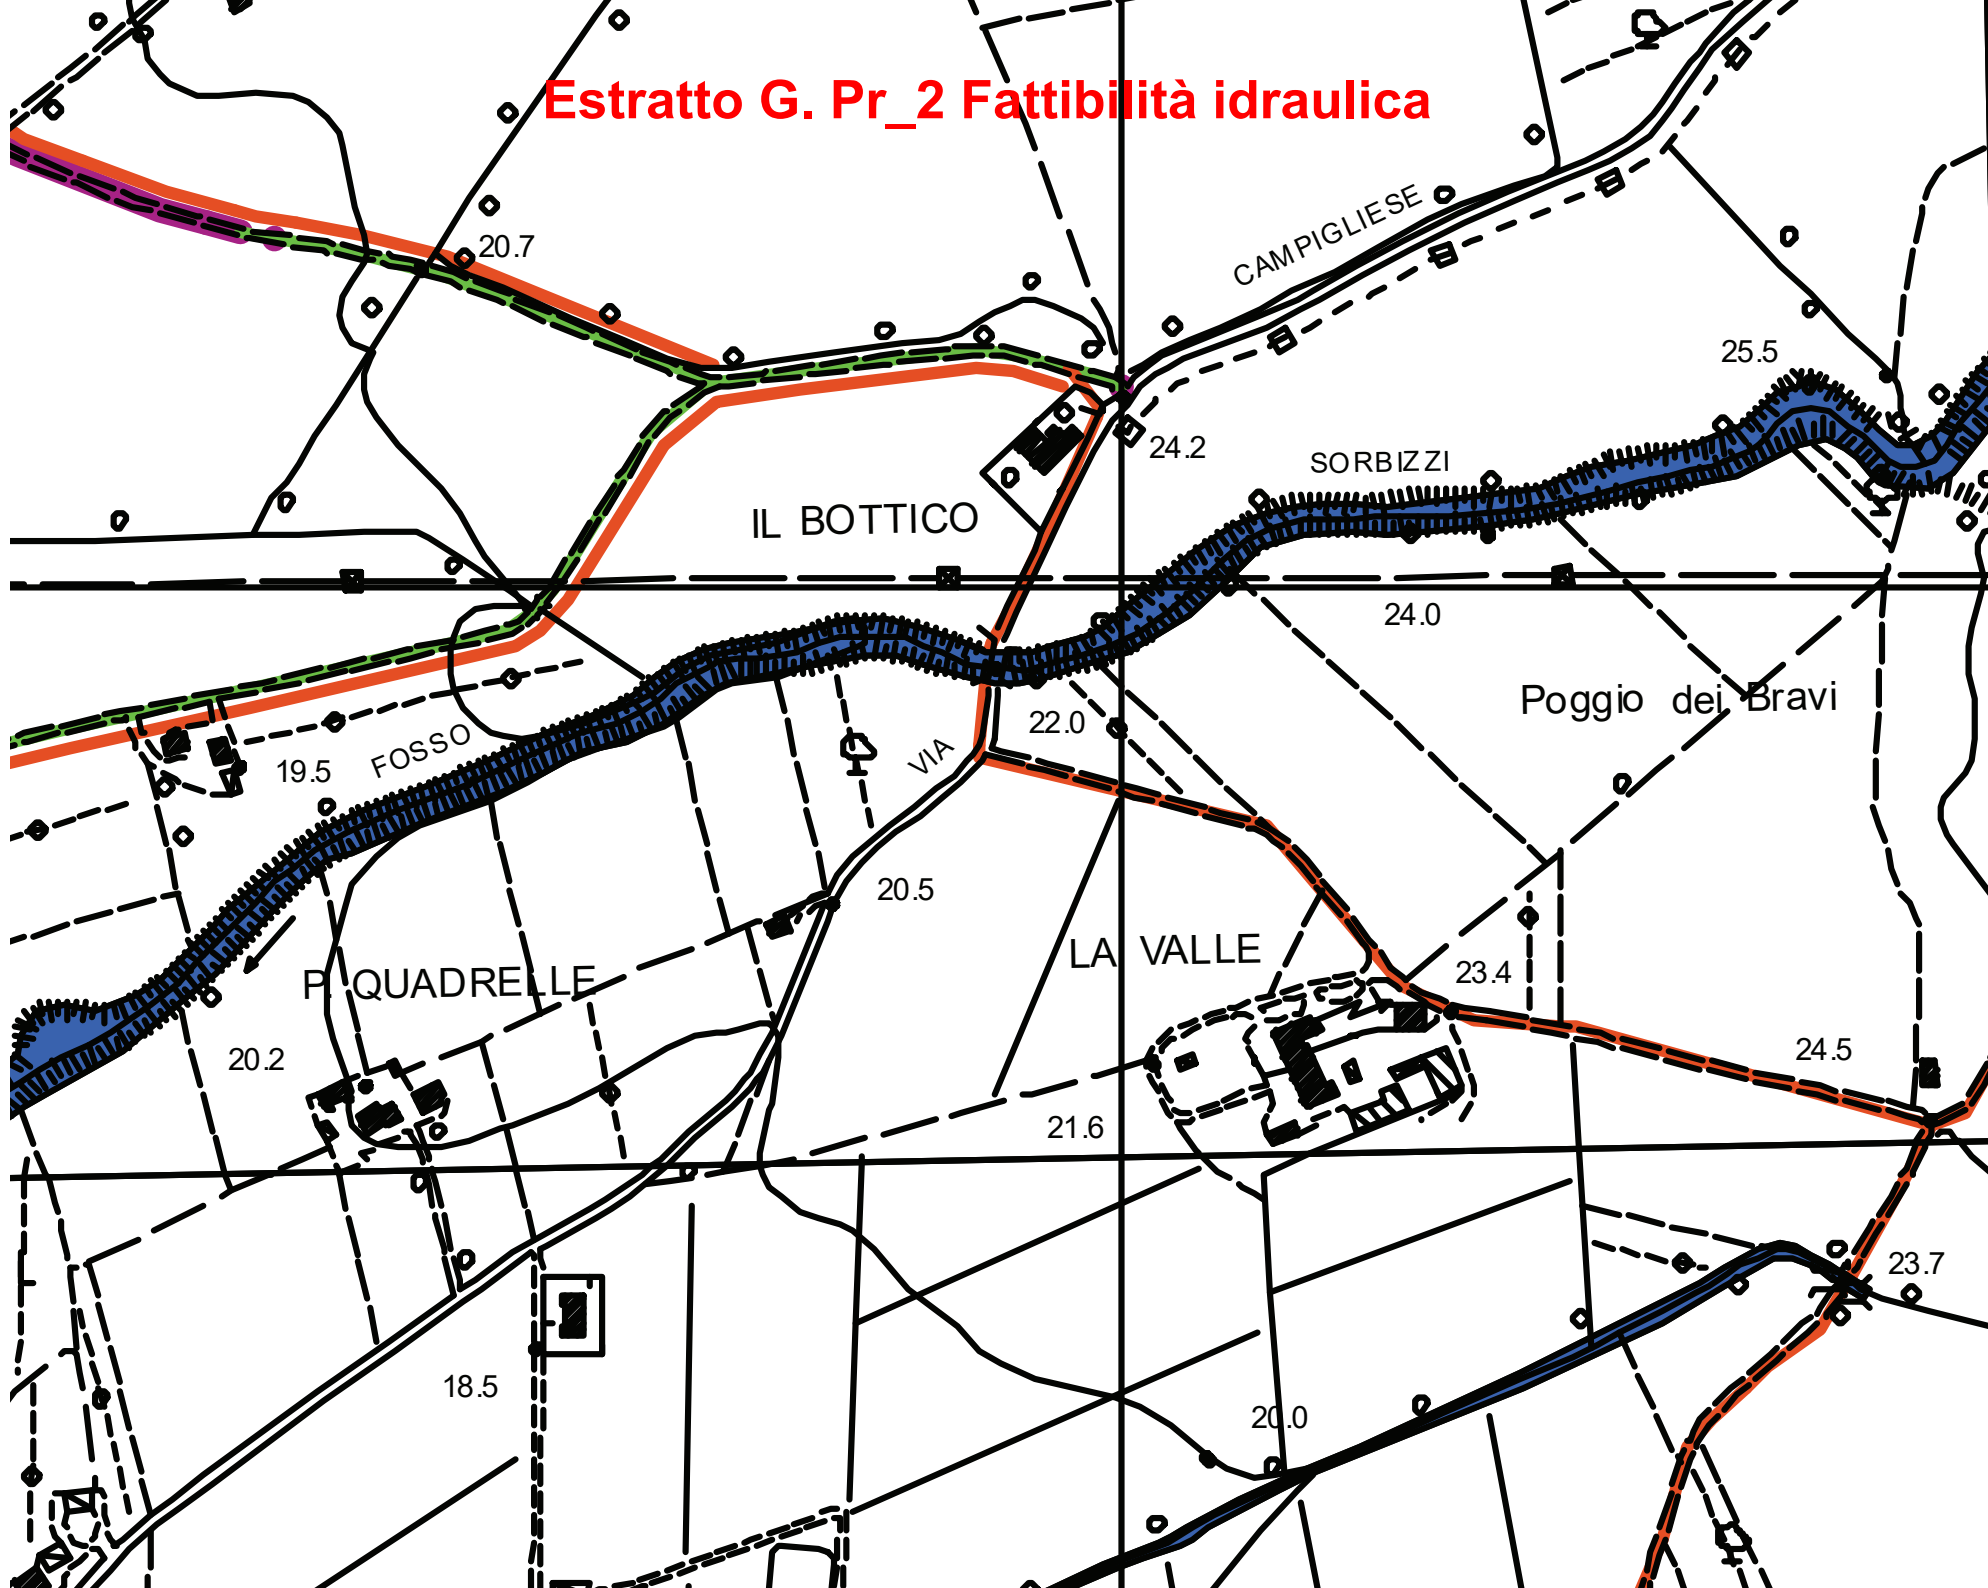 Estratto G. Pr_2 Fattibilità idraulica
20.7
CAMPIGLIESE
25.5
24.2
SORBIZZI
IL BOTTICO
24.0
Poggio dei Bravi
22.0
FOSSO
VIA
19.5
20.5
LA VALLE
23.4
P. QUADRELLE
20.2
24.5
21.6
23.7
18.5
20.0